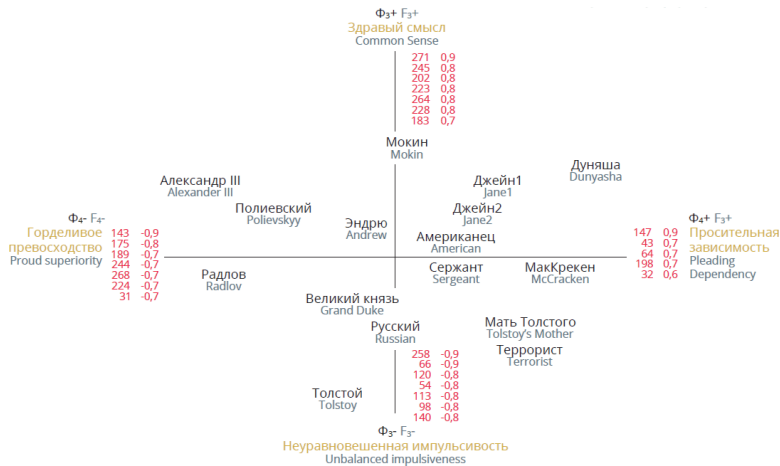 Ф₃+ F₃+
Здравый смысл
Common Sense
271 0,9
245 0,8
202 0,8
223 0,8
264 0,8
228 0,8
183 0,7
Мокин
Mokin
Дуняша
Dunyasha
Александр III
Alexander III
Джейн1
Jane1
Полиевский
Polievskyy
Джейн2
Jane2
Эндрю
Andrew
Американец
American
Ф₄- F₄-
Горделивое
превосходство
Proud superiority
143 -0,9
175 -0,8
189 -0,7
244 -0,7
268 -0,7
224 -0,7
31 -0,7
Ф₄+ F₃+
147 0,9
43 0,7
64 0,7
198 0,7
32 0,6
Просительная
зависимость
Pleading
Dependency
Радлов
Radlov
Сержант
Sergeant
МакКрекен
McCracken
Великий князь
Grand Duke
Русский
Russian
Мать Толстого
Tolstoy's Mother
Террорист
Terrorist
258 -0,9
66 -0,9
120 -0,8
54 -0,8
113 -0,8
98 -0,8
140 -0,8
Толстой
Tolstoy
Ф₃- F₃-
Неуравновешенная импульсивость
Unbalanced impulsiveness